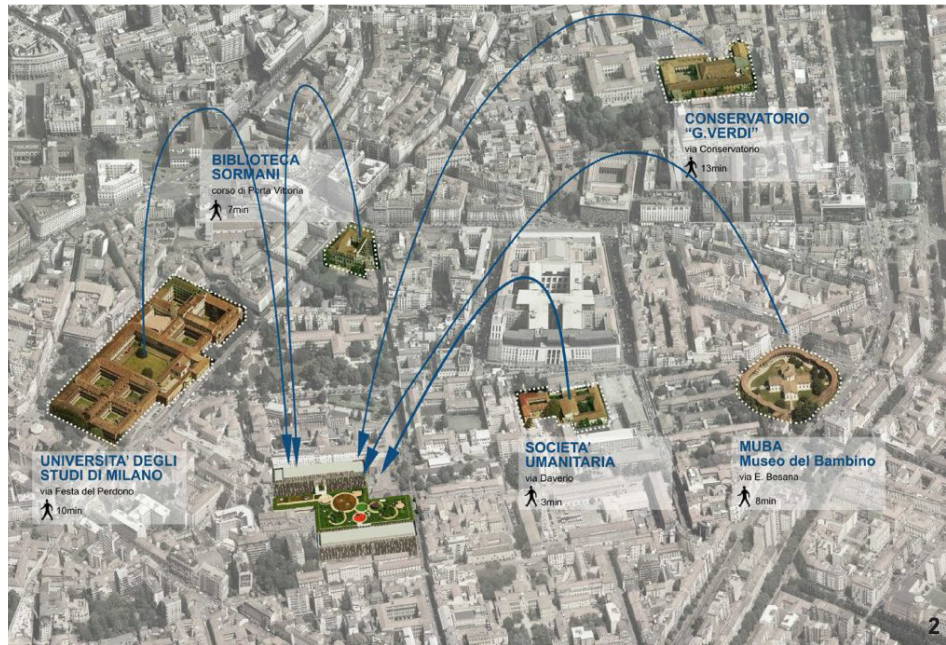 CONSERVATORIO
"G.VERDI"
via Conservatorio
13min
BIBLIOTECA
SORMANI
corso di Porta Vittoria
7min
UNIVERSITA' DEGLI
STUDI DI MILANO
via Festa del Perdono
10min
SOCIETA'
UMANITARIA
via Daverio
3min
MUBA
Museo del Bambino
via E. Besana
8min
2